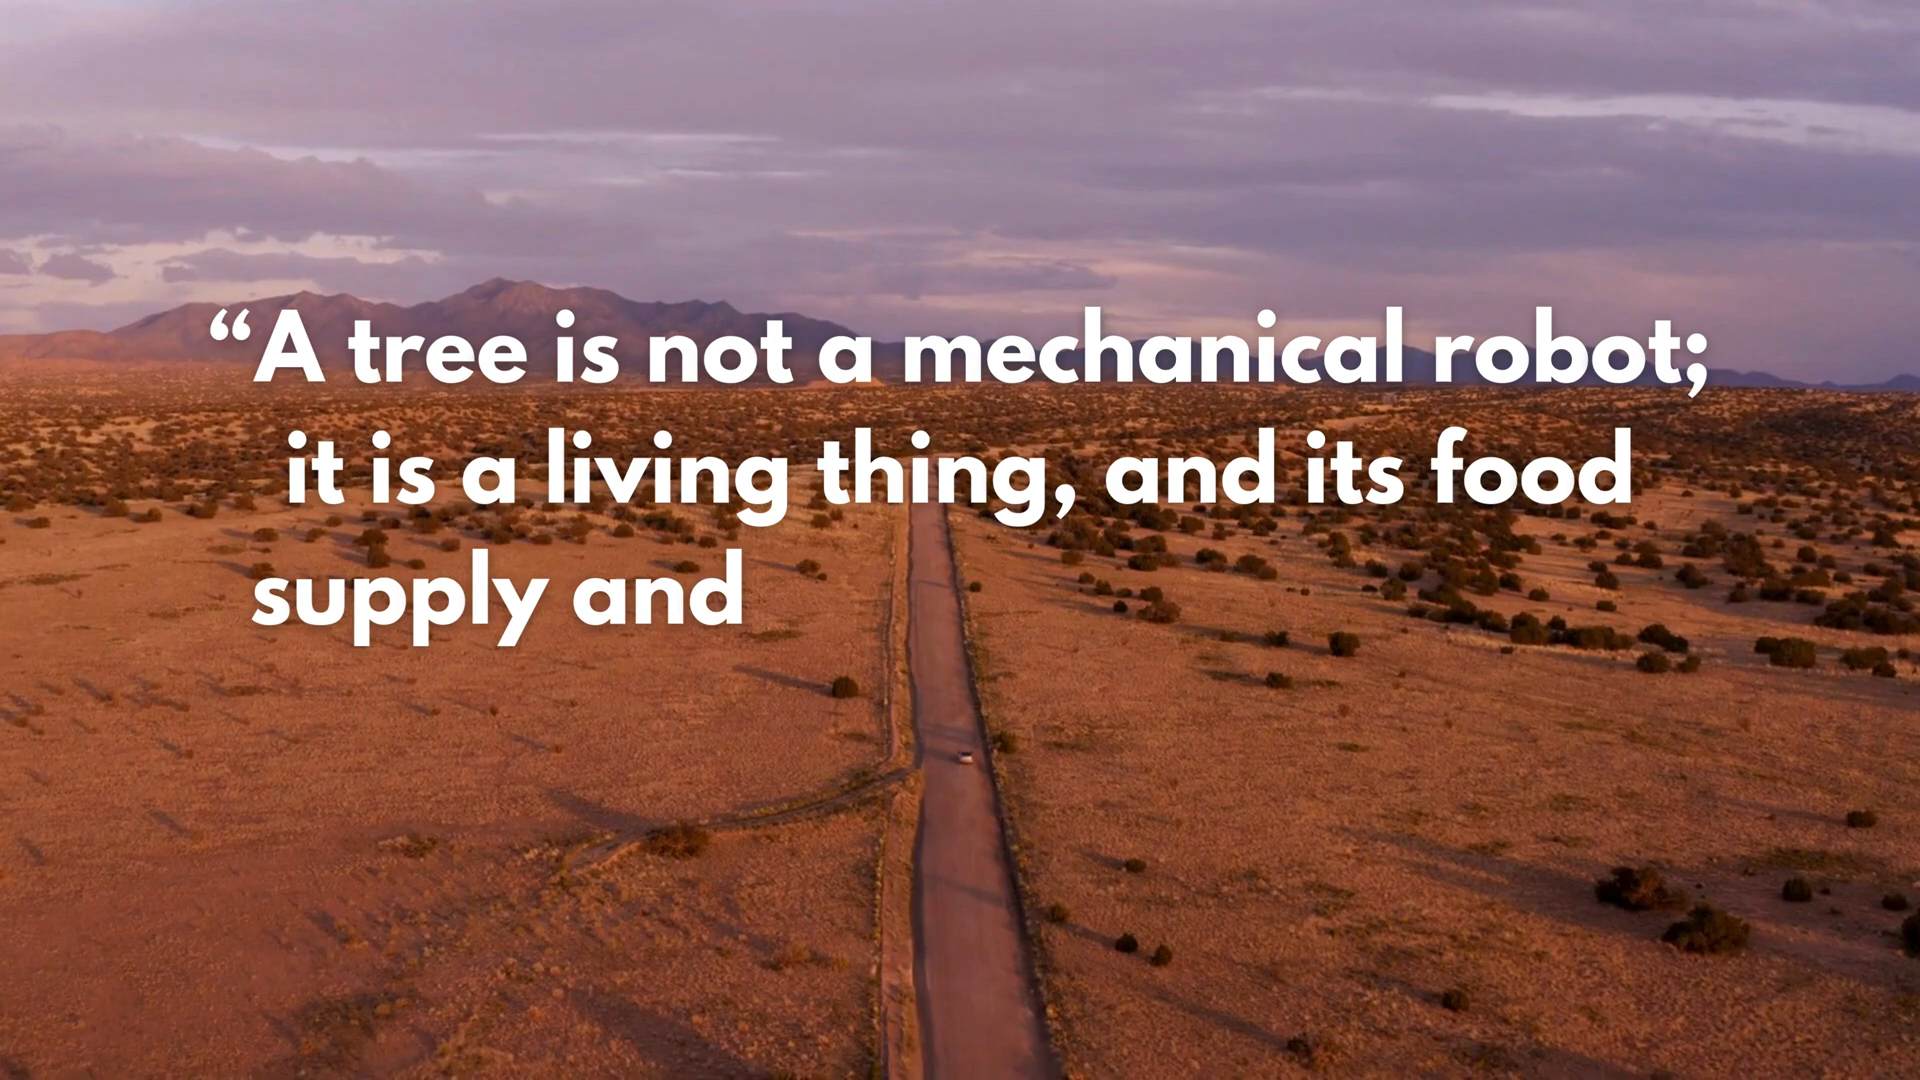 “A tree is not a mechanical robot;
it is a living thing, and its food
supply and